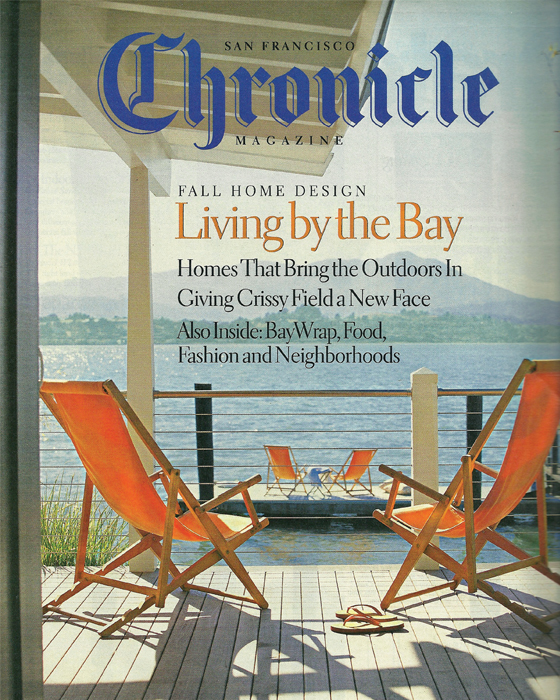 SAN FRANCISCO
Chronicle
MAGAZINE
FALL HOME DESIGN
Living by the Bay
Homes That Bring the Outdoors In
Giving Crissy Field a New Face
Also Inside: BayWrap, Food,
Fashion and Neighborhoods